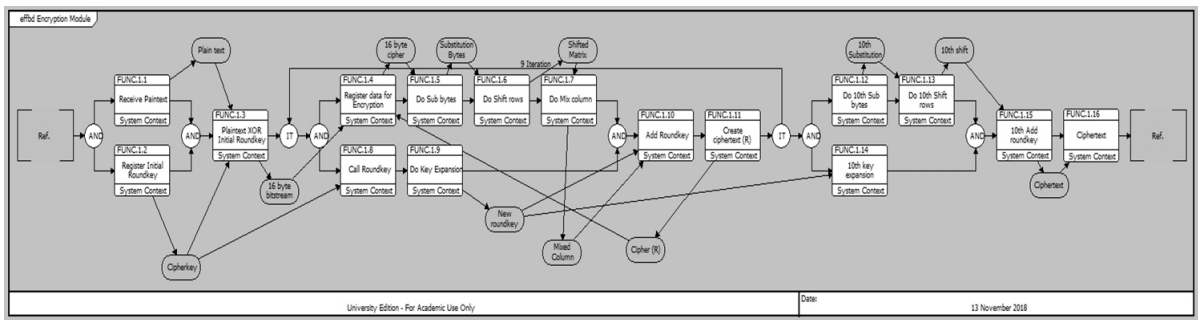 effbd Encryption Module
Plain text
16 byte
cipher
Substitution
Bytes
Shifted
Matrix
9 Iteration
10th
Substitution
10th shift
Ref.
AND
FUNC.1.1
Receive Paintext
System Context
FUNC.1.2
Register Initial
Roundkey
System Context
AND
FUNC.1.3
Plaintext XOR
Initial Roundkey
System Context
16 byte
bitstream
Cipherkey
IT
AND
FUNC.1.4
Register data for
Encryption
System Context
FUNC.1.5
Do Sub bytes
System Context
FUNC.1.6
Do Shift rows
System Context
FUNC.1.7
Do Mix column
System Context
FUNC.1.8
Call Roundkey
System Context
FUNC.1.9
Do Key Expansion
System Context
New
roundkey
Mixed
Column
AND
FUNC.1.10
Add Roundkey
System Context
FUNC.1.11
Create
ciphertext (R)
System Context
Cipher (R)
IT
AND
FUNC.1.12
Do 10th Sub
bytes
System Context
FUNC.1.13
Do 10th Shift
rows
System Context
FUNC.1.14
10th key
expansion
System Context
AND
FUNC.1.15
10th Add
roundkey
System Context
FUNC.1.16
Ciphertext
System Context
Ciphertext
Ref.
University Edition - For Academic Use Only
Date:
13 November 2018